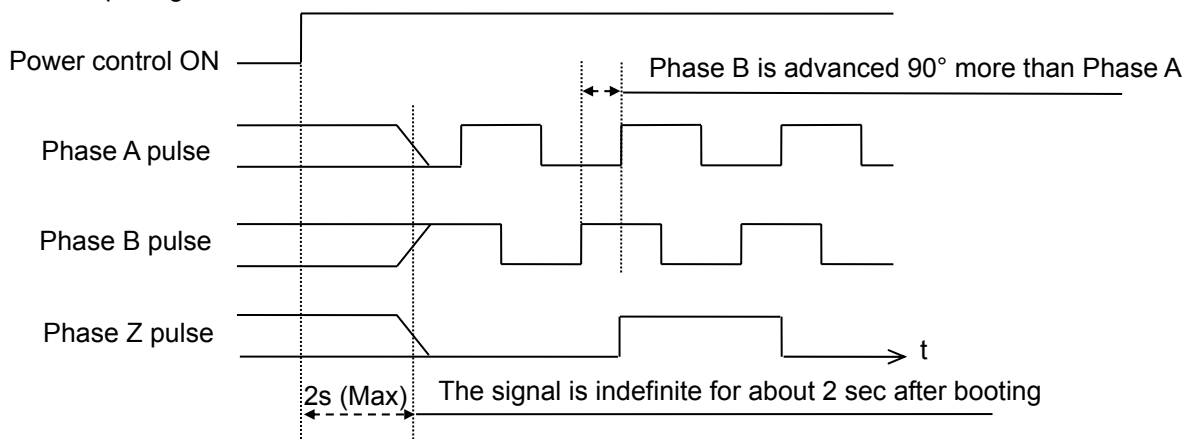 Power control ON
Phase B is advanced 90° more than Phase A
Phase A pulse
Phase B pulse
Phase Z pulse
t
2s (Max)
The signal is indefinite for about 2 sec after booting